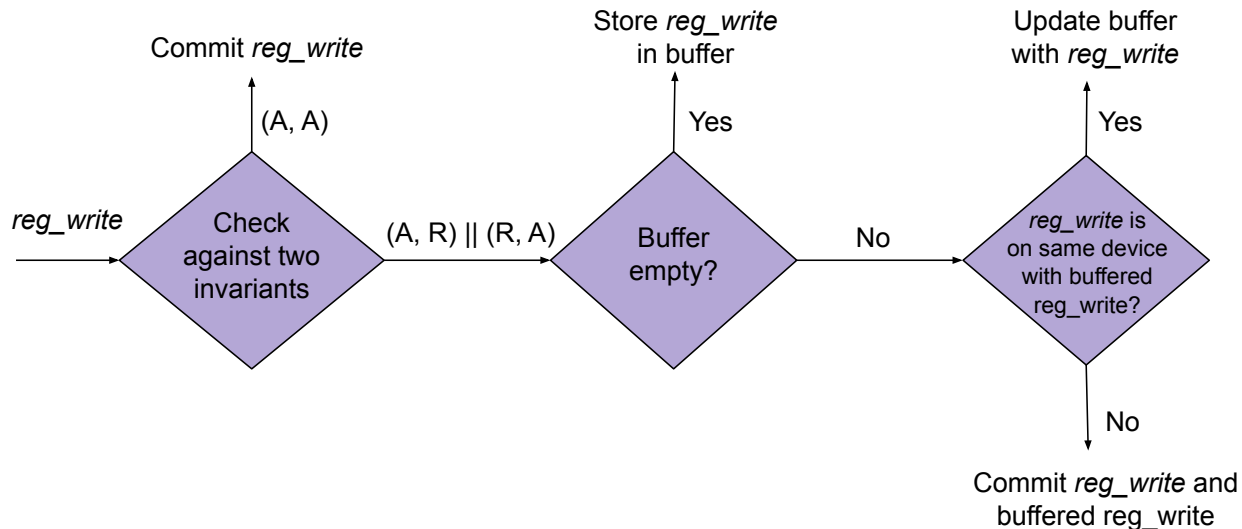 Commit reg_write
(A, A)
reg_write
Check
against two
invariants
(A, R) || (R, A)
Store reg_write
in buffer
Yes
Buffer
empty?
No
Update buffer
with reg_write
Yes
reg_write is
on same device
with buffered
reg_write?
No
Commit reg_write and
buffered reg_write